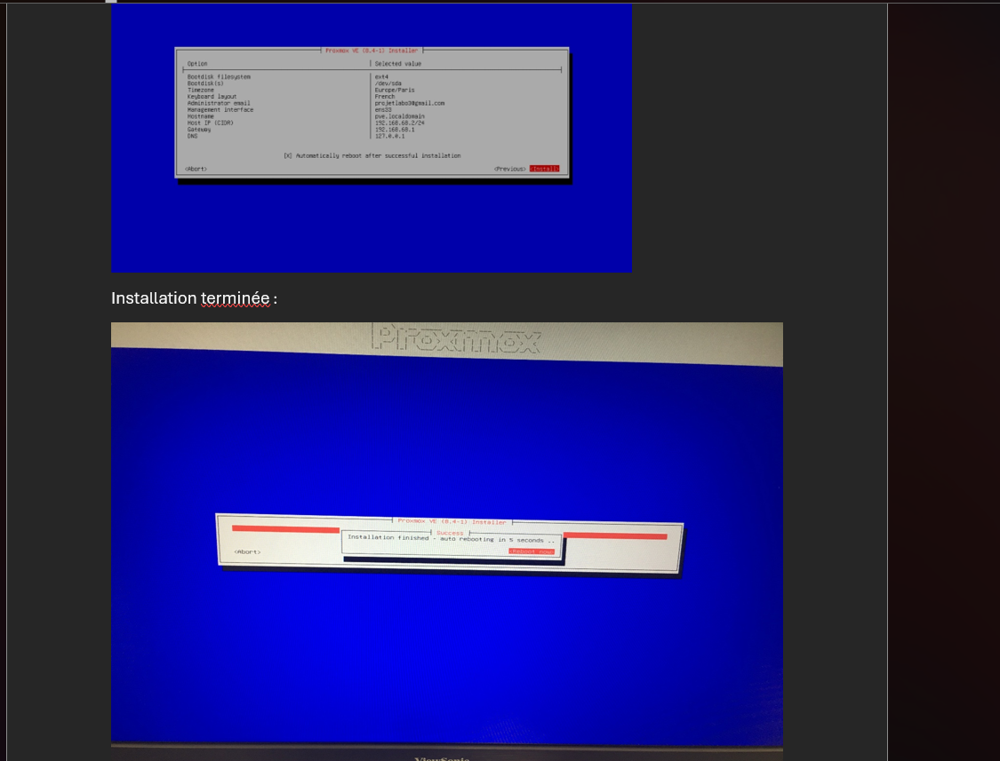 Proxmox VE (8.4-1) Installer
Option | Selected value
Bootdisk filesystem | ext4
Bootdisk(s) | /dev/sda
Timezone | Europe/Paris
Keyboard layout | French
Administrator email | projetlabo3@gmail.com
Management interface | ens33
Hostname | pve.localdomain
Host IP (CIDR) | 192.168.68.2/24
Gateway | 192.168.68.1
DNS | 127.0.0.1
[X] Automatically reboot after successful installation
<Abort> <Previous> <Install>
Installation terminée :
Proxmox
Proxmox VE (8.4-1) Installer
Success
Installation finished - auto rebooting in 5 seconds ..
<Reboot now>
<Abort>
ViewSonic